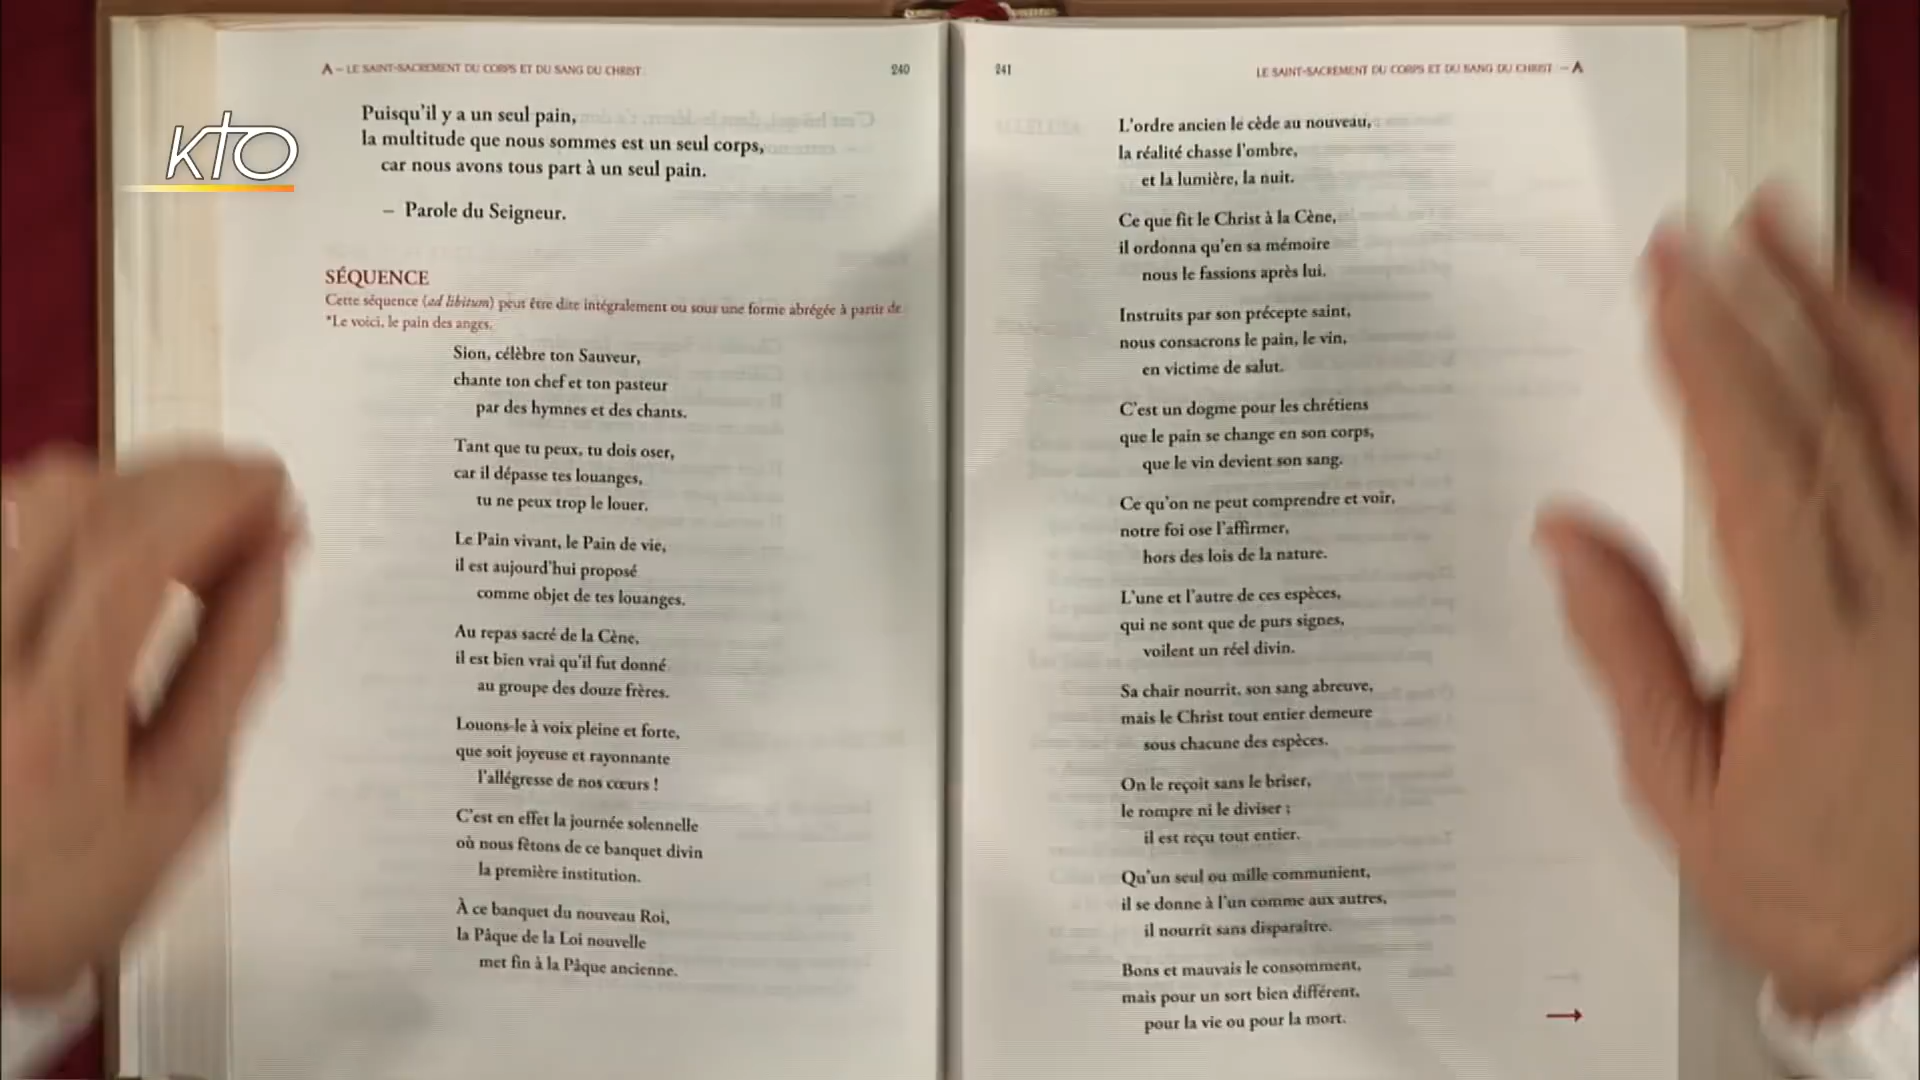 KTO
A – LE SAINT-SACREMENT DU CORPS ET DU SANG DU CHRIST
240
Puisqu'il y a un seul pain,
la multitude que nous sommes est un seul corps,
car nous avons tous part à un seul pain.
– Parole du Seigneur.
SÉQUENCE
Cette séquence (ad libitum) peut être dite intégralement ou sous une forme abrégée à partir de
*Le voici, le pain des anges.
Sion, célèbre ton Sauveur,
chante ton chef et ton pasteur
par des hymnes et des chants.
Tant que tu peux, tu dois oser,
car il dépasse tes louanges,
tu ne peux trop le louer.
Le Pain vivant, le Pain de vie,
il est aujourd'hui proposé
comme objet de tes louanges.
Au repas sacré de la Cène,
il est bien vrai qu'il fut donné
au groupe des douze frères.
Louons-le à voix pleine et forte,
que soit joyeuse et rayonnante
l'allégresse de nos cœurs !
C'est en effet la journée solennelle
où nous fêtons de ce banquet divin
la première institution.
À ce banquet du nouveau Roi,
la Pâque de la Loi nouvelle
met fin à la Pâque ancienne.
241
LE SAINT-SACREMENT DU CORPS ET DU SANG DU CHRIST – A
L'ordre ancien le cède au nouveau,
la réalité chasse l'ombre,
et la lumière, la nuit.
Ce que fit le Christ à la Cène,
il ordonna qu'en sa mémoire
nous le fassions après lui.
Instruits par son précepte saint,
nous consacrons le pain, le vin,
en victime de salut.
C'est un dogme pour les chrétiens
que le pain se change en son corps,
que le vin devient son sang.
Ce qu'on ne peut comprendre et voir,
notre foi ose l'affirmer,
hors des lois de la nature.
L'une et l'autre de ces espèces,
qui ne sont que de purs signes,
voilent un réel divin.
Sa chair nourrit, son sang abreuve,
mais le Christ tout entier demeure
sous chacune des espèces.
On le reçoit sans le briser,
le rompre ni le diviser ;
il est reçu tout entier.
Qu'un seul ou mille communient,
il se donne à l'un comme aux autres,
il nourrit sans disparaître.
Bons et mauvais le consomment,
mais pour un sort bien différent,
pour la vie ou pour la mort.